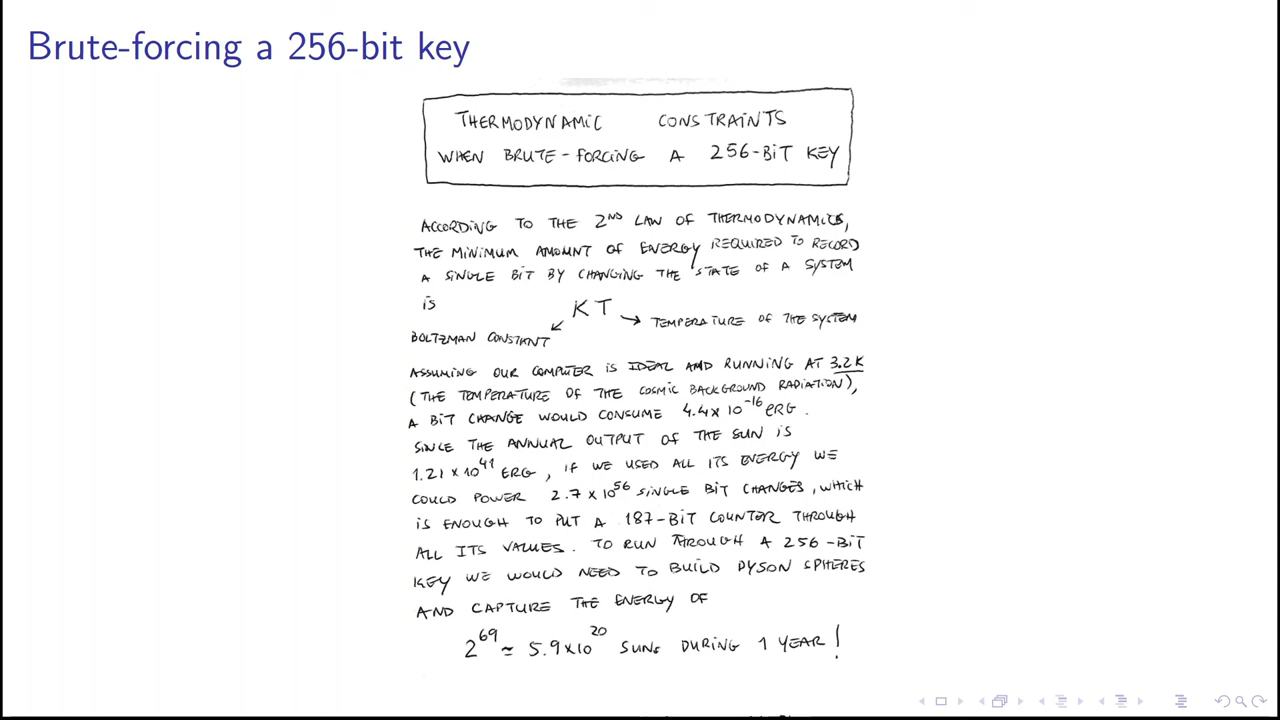 Brute-forcing a 256-bit key
THERMODYNAMIC CONSTRAINTS
WHEN BRUTE-FORCING A 256-BIT KEY
ACCORDING TO THE 2ND LAW OF THERMODYNAMICS,
THE MINIMUM AMOUNT OF ENERGY REQUIRED TO RECORD
A SINGLE BIT BY CHANGING THE STATE OF A SYSTEM
IS KT
BOLTZMAN CONSTANT TEMPERATURE OF THE SYSTEM
ASSUMING OUR COMPUTER IS IDEAL AND RUNNING AT 3.2K
(THE TEMPERATURE OF THE COSMIC BACKGROUND RADIATION),
A BIT CHANGE WOULD CONSUME 4.4×10^-16 ERG.
SINCE THE ANNUAL OUTPUT OF THE SUN IS
1.21×10^41 ERG, IF WE USED ALL ITS ENERGY WE
COULD POWER 2.7×10^56 SINGLE BIT CHANGES, WHICH
IS ENOUGH TO PUT A 187-BIT COUNTER THROUGH
ALL ITS VALUES. TO RUN THROUGH A 256-BIT
KEY WE WOULD NEED TO BUILD DYSON SPHERES
AND CAPTURE THE ENERGY OF
2^69 ≈ 5.9×10^20 SUNS DURING 1 YEAR!